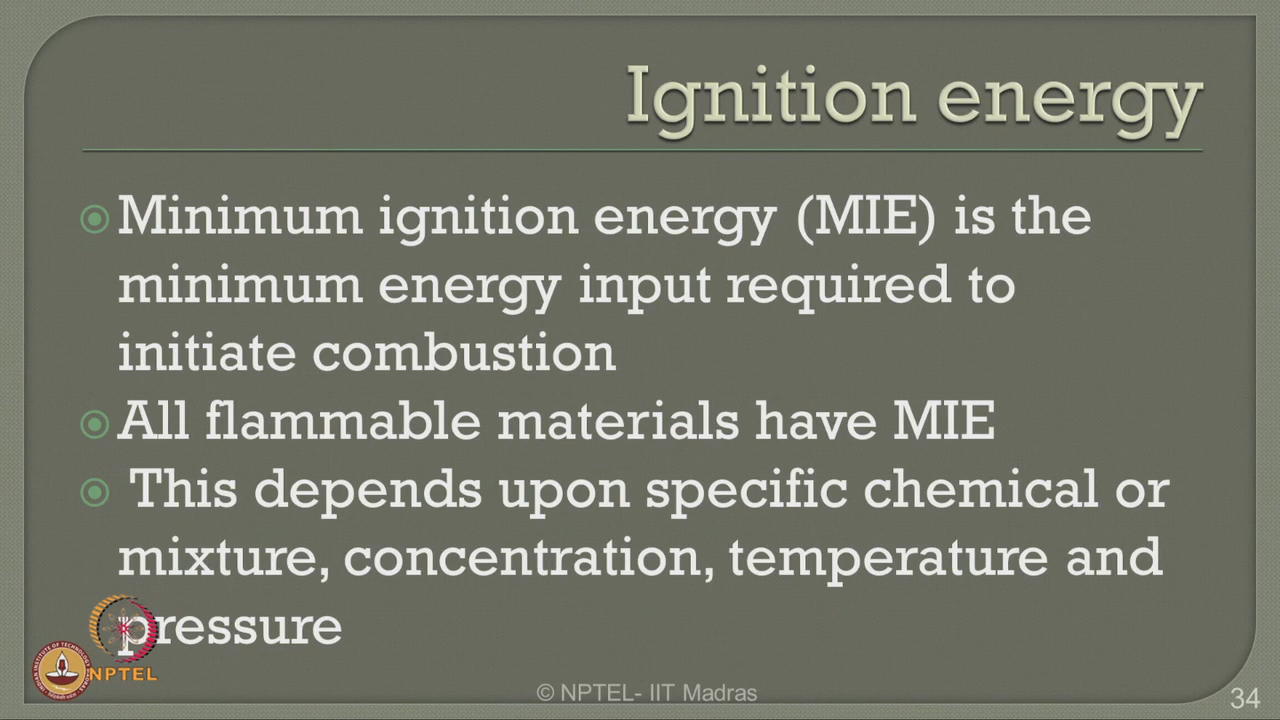 Ignition energy
Minimum ignition energy (MIE) is the
minimum energy input required to
initiate combustion
All flammable materials have MIE
This depends upon specific chemical or
mixture, concentration, temperature and
pressure
NPTEL
© NPTEL- IIT Madras
34